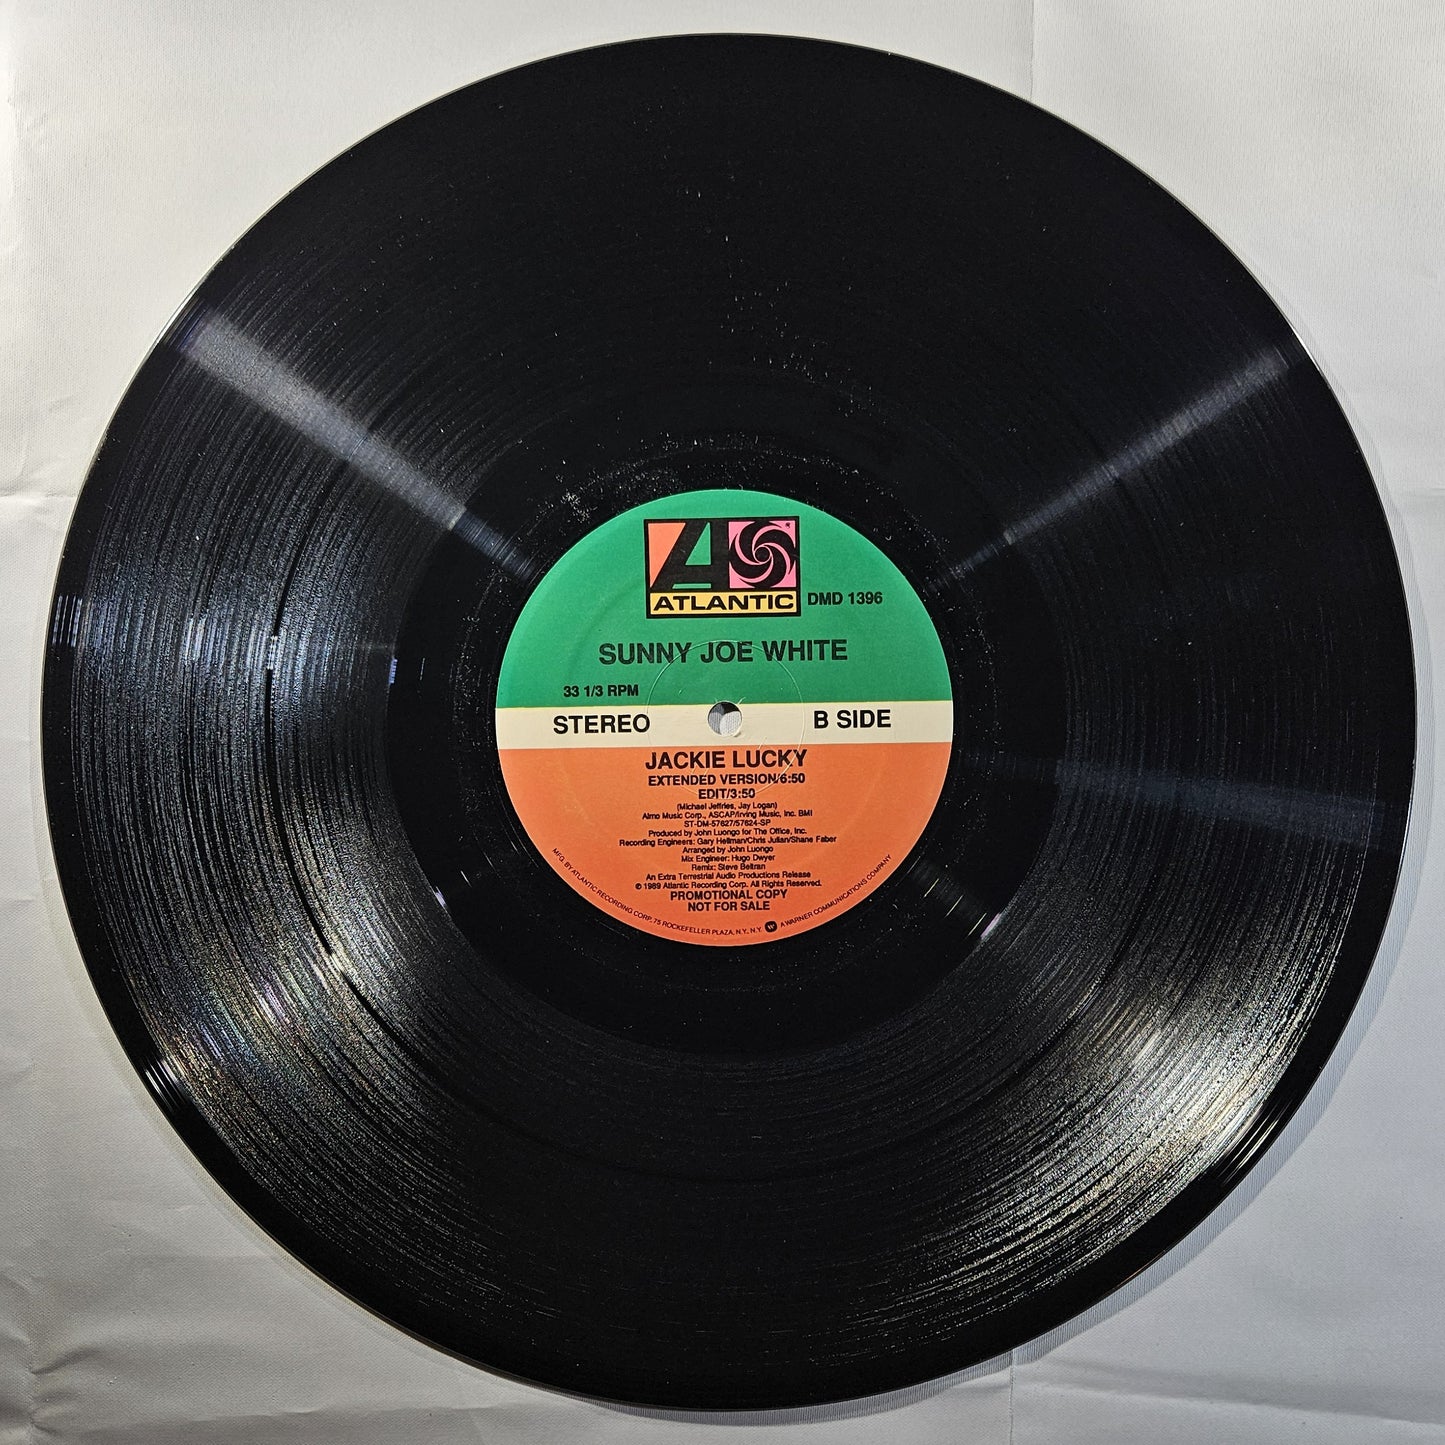 ATLANTIC
DMD 1396
SUNNY JOE WHITE
33 1/3 RPM
STEREO
B SIDE
JACKIE LUCKY
EXTENDED VERSION/6:50
EDIT/3:50
(Michael Jeffries, Jay Logan)
Almo Music Corp., ASCAP/Irving Music, Inc. BMI
ST-DM-57627/57624-SP
Produced by John Luongo for The Office, Inc.
Recording Engineers: Gary Hellman/Chris Julian/Shane Faber
Arranged by John Luongo
Mix Engineer: Hugo Dwyer
Remix: Steve Beltran
An Extra Terrestrial Audio Productions Release
© 1989 Atlantic Recording Corp. All Rights Reserved.
PROMOTIONAL COPY
NOT FOR SALE
MFG. BY ATLANTIC RECORDING CORP. 75 ROCKEFELLER PLAZA, N.Y., N.Y. W A WARNER COMMUNICATIONS COMPANY